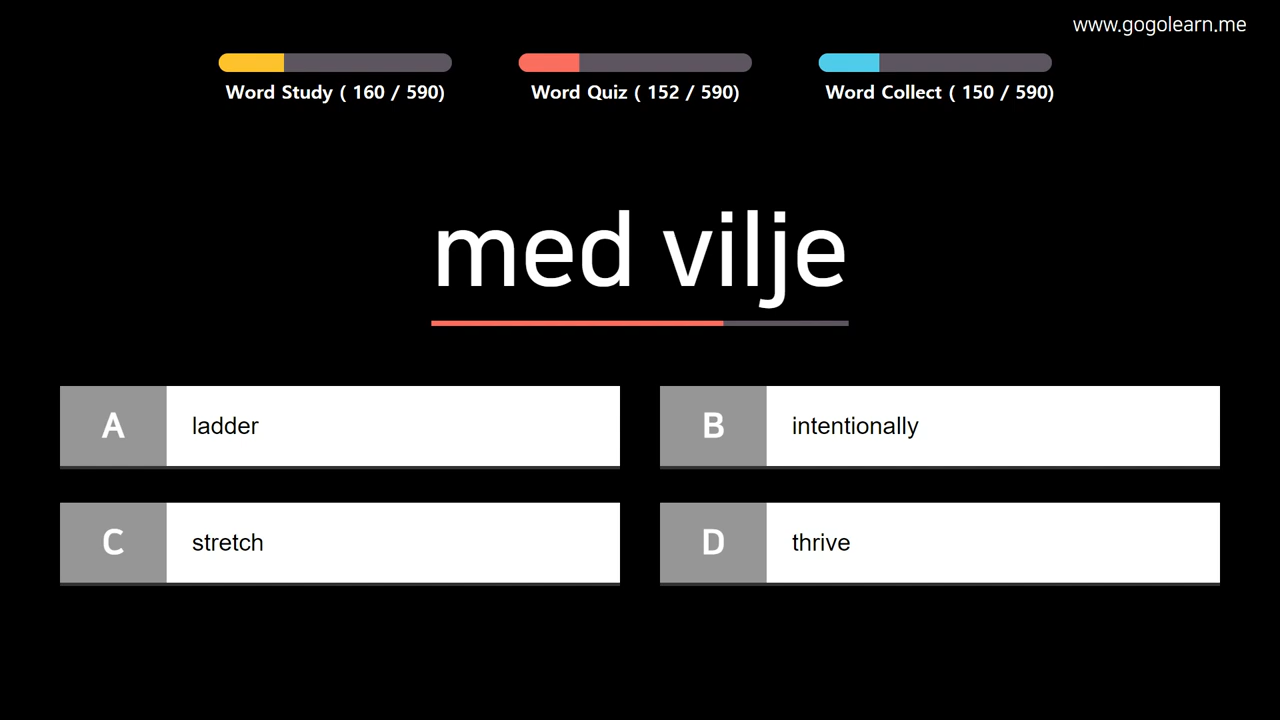 www.gogolearn.me
Word Study ( 160 / 590)
Word Quiz ( 152 / 590)
Word Collect ( 150 / 590)
med vilje
A ladder
B intentionally
C stretch
D thrive